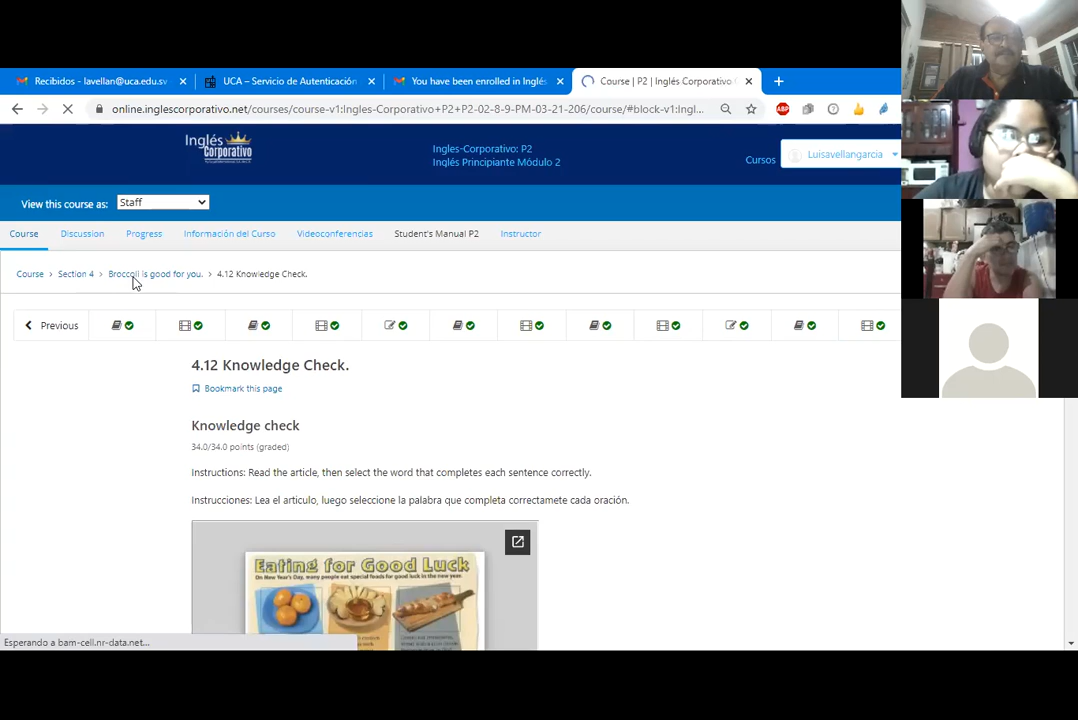 Recibidos - lavellan@uca.edu.sv
UCA – Servicio de Autenticación
You have been enrolled in Inglés
Course | P2 | Inglés Corporativo
online.inglescorporativo.net/courses/course-v1:Ingles-Corporativo+P2+P2-02-8-9-PM-03-21-206/course/#block-v1:Ingl...
ABP
Inglés
Corporativo
Ingles-Corporativo: P2
Inglés Principiante Módulo 2
Cursos
Luisavellangarcia
View this course as:
Staff
Course
Discussion
Progress
Información del Curso
Videoconferencias
Student's Manual P2
Instructor
Course > Section 4 > Broccoli is good for you. > 4.12 Knowledge Check.
Previous
4.12 Knowledge Check.
Bookmark this page
Knowledge check
34.0/34.0 points (graded)
Instructions: Read the article, then select the word that completes each sentence correctly.
Instrucciones: Lea el articulo, luego seleccione la palabra que completa correctamete cada oración.
Eating for Good Luck
On New Year's Day, many people eat special foods for good luck in the new year.
Esperando a bam-cell.nr-data.net...